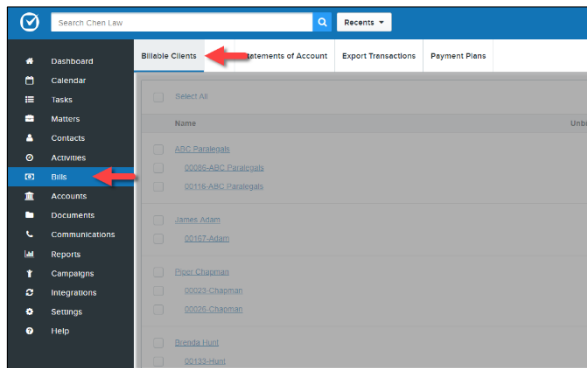 Search Chen Law
Recents
Dashboard
Calendar
Tasks
Matters
Contacts
Activities
Bills
Accounts
Documents
Communications
Reports
Campaigns
Integrations
Settings
Help
Billable Clients
Statements of Account
Export Transactions
Payment Plans
Select All
Name
ABC Paralegals
00086-ABC Paralegals
00116-ABC Paralegals
James Adam
00167-Adam
Piper Chapman
00023-Chapman
00026-Chapman
Brenda Hunt
00133-Hunt